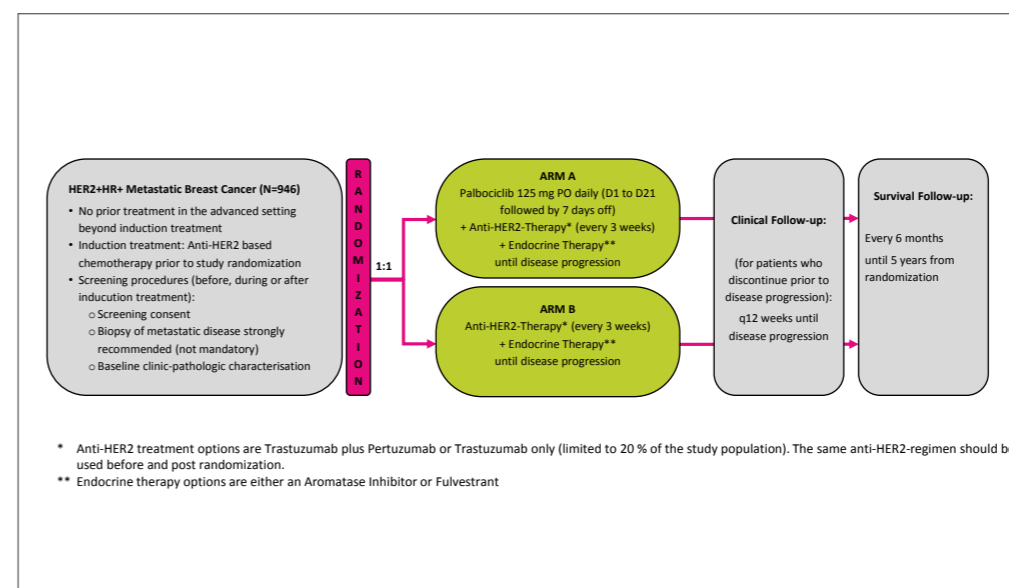 HER2+HR+ Metastatic Breast Cancer (N=946)
• No prior treatment in the advanced setting
beyond induction treatment
• Induction treatment: Anti-HER2 based
chemotherapy prior to study randomization
• Screening procedures (before, during or after
inducution treatment):
o Screening consent
o Biopsy of metastatic disease strongly
recommended (not mandatory)
o Baseline clinic-pathologic characterisation
RANDOMIZATION
1:1
ARM A
Palbociclib 125 mg PO daily (D1 to D21
followed by 7 days off)
+ Anti-HER2-Therapy* (every 3 weeks)
+ Endocrine Therapy**
until disease progression
ARM B
Anti-HER2-Therapy* (every 3 weeks)
+ Endocrine Therapy**
until disease progression
Clinical Follow-up:
(for patients who
discontinue prior to
disease progression):
q12 weeks until
disease progression
Survival Follow-up:
Every 6 months
until 5 years from
randomization
* Anti-HER2 treatment options are Trastuzumab plus Pertuzumab or Trastuzumab only (limited to 20 % of the study population). The same anti-HER2-regimen should be
used before and post randomization.
** Endocrine therapy options are either an Aromatase Inhibitor or Fulvestrant